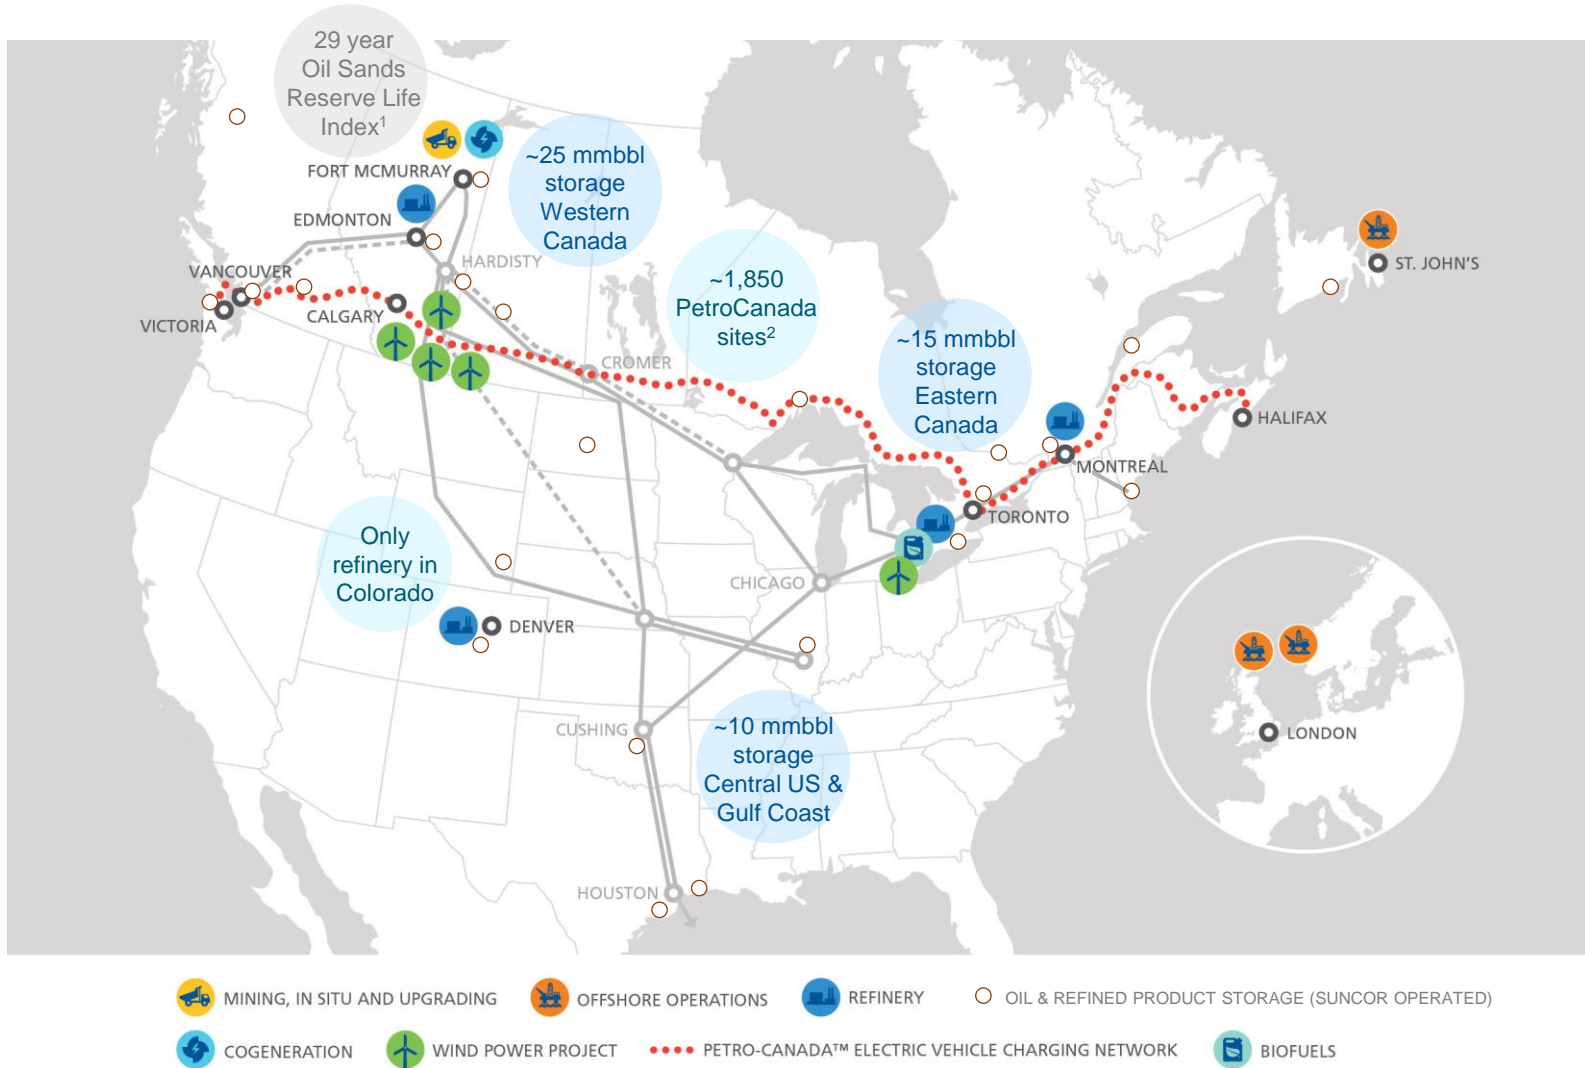 29 year
Oil Sands
Reserve Life
Index¹
FORT MCMURRAY
~25 mmbbl
storage
Western
Canada
EDMONTON
HARDISTY
VANCOUVER
VICTORIA
CALGARY
~1,850
PetroCanada
sites²
CROMER
~15 mmbbl
storage
Eastern
Canada
ST. JOHN'S
HALIFAX
MONTREAL
TORONTO
Only
refinery in
Colorado
CHICAGO
DENVER
CUSHING
~10 mmbbl
storage
Central US &
Gulf Coast
LONDON
HOUSTON
MINING, IN SITU AND UPGRADING
OFFSHORE OPERATIONS
REFINERY
OIL & REFINED PRODUCT STORAGE (SUNCOR OPERATED)
COGENERATION
WIND POWER PROJECT
PETRO-CANADA™ ELECTRIC VEHICLE CHARGING NETWORK
BIOFUELS